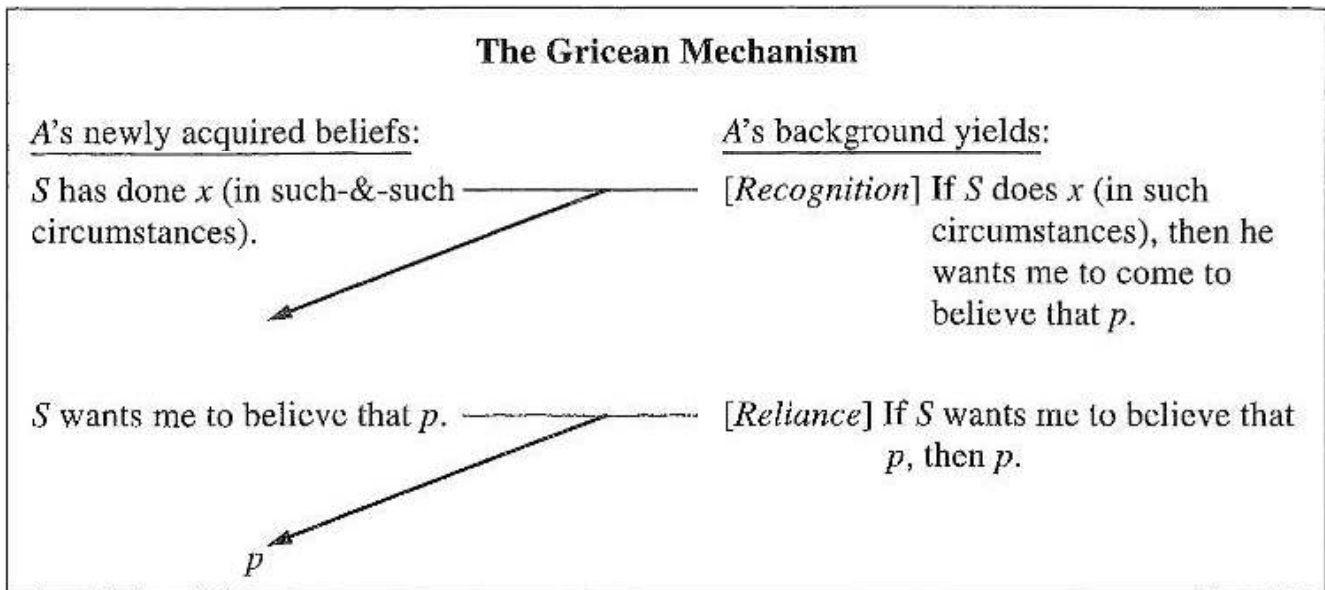 The Gricean Mechanism
A's newly acquired beliefs:
A's background yields:
S has done x (in such-&-such
circumstances).
[Recognition] If S does x (in such
circumstances), then he
wants me to come to
believe that p.
S wants me to believe that p.
[Reliance] If S wants me to believe that
p, then p.
p